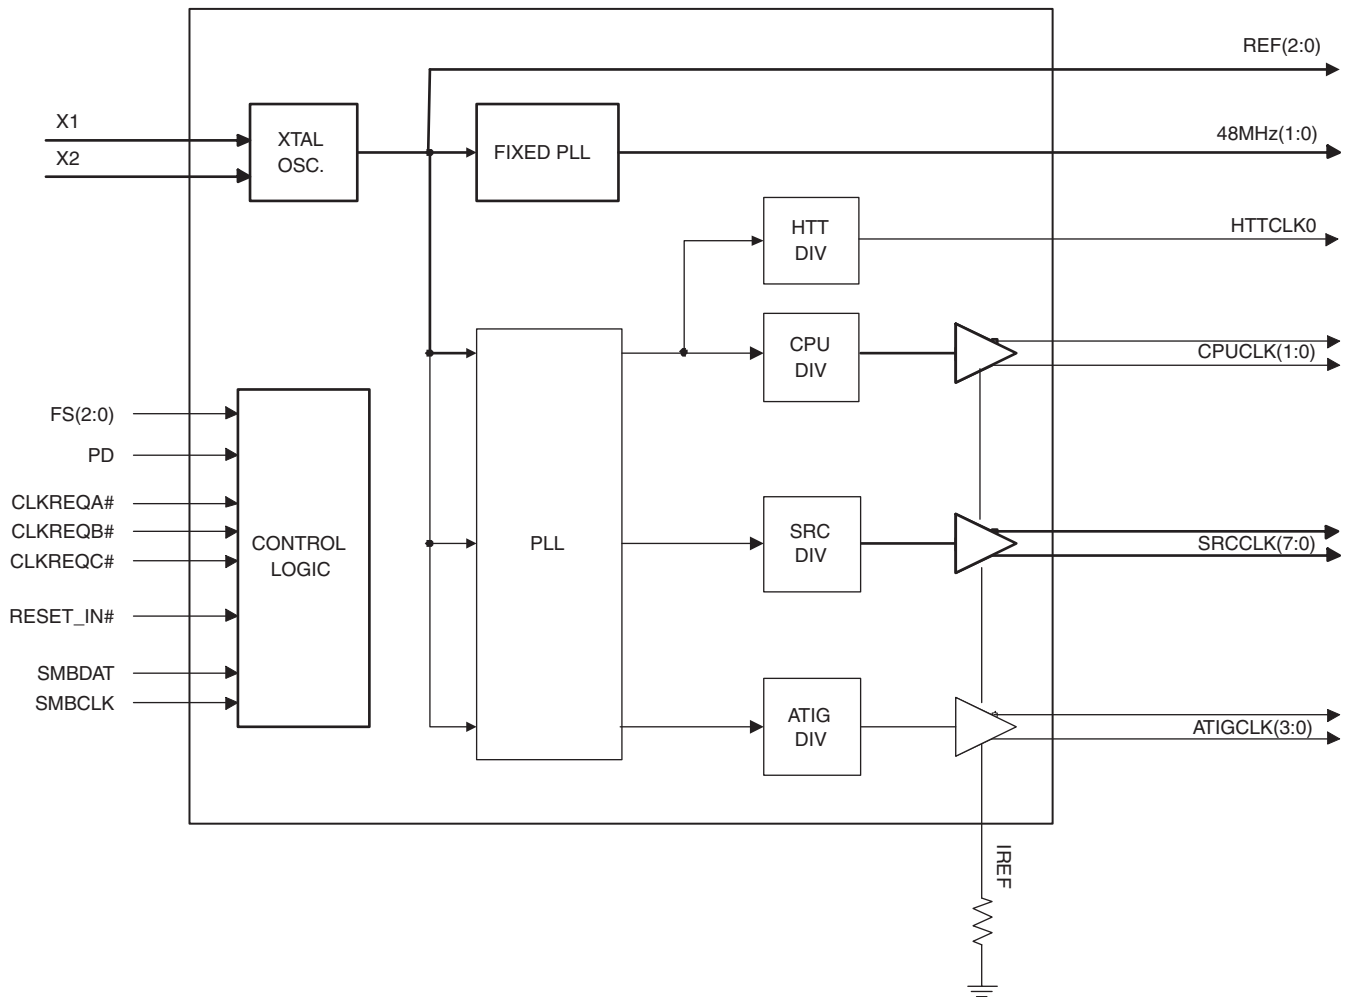 REF(2:0)
X1
XTAL
OSC.
FIXED PLL
48MHz(1:0)
X2
HTT
DIV
HTTCLK0
CPU
DIV
CPUCLK(1:0)
FS(2:0)
PD
CLKREQA#
CLKREQB#
CLKREQC#
RESET_IN#
SMBDAT
SMBCLK
CONTROL
LOGIC
PLL
SRC
DIV
SRCCLK(7:0)
ATIG
DIV
ATIGCLK(3:0)
IREF